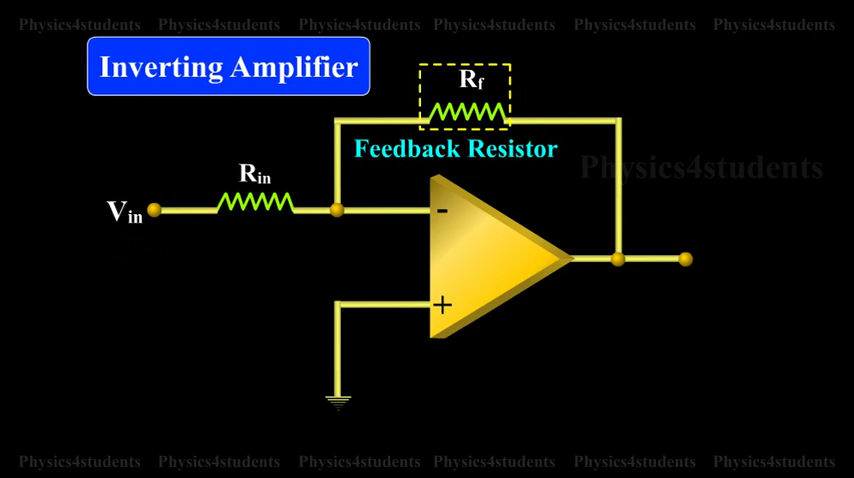 Physics4students Physics4students Physics4students Physics4students Physics4students Physics4students
Inverting Amplifier
Rf
Feedback Resistor
Physics4students
Rin
Vin
-
+
Physics4students Physics4students Physics4students Physics4students Physics4students Physics4students